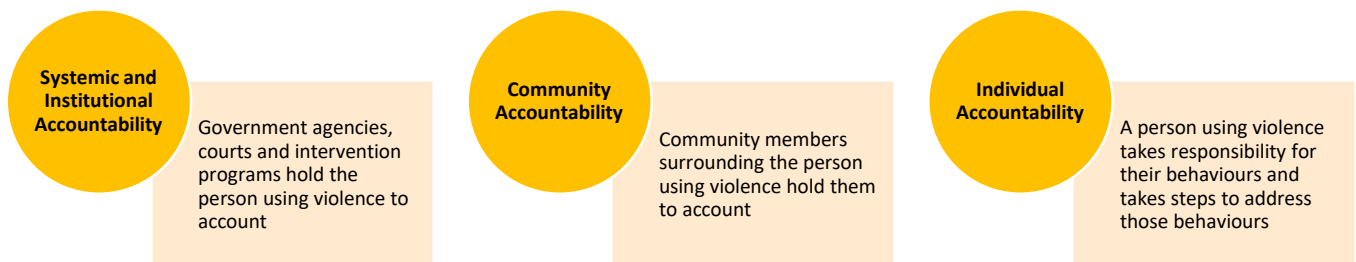 Systemic and
Institutional
Accountability
Government agencies,
courts and intervention
programs hold the
person using violence to
account
Community
Accountability
Community members
surrounding the person
using violence hold them
to account
Individual
Accountability
A person using violence
takes responsibility for
their behaviours and
takes steps to address
those behaviours